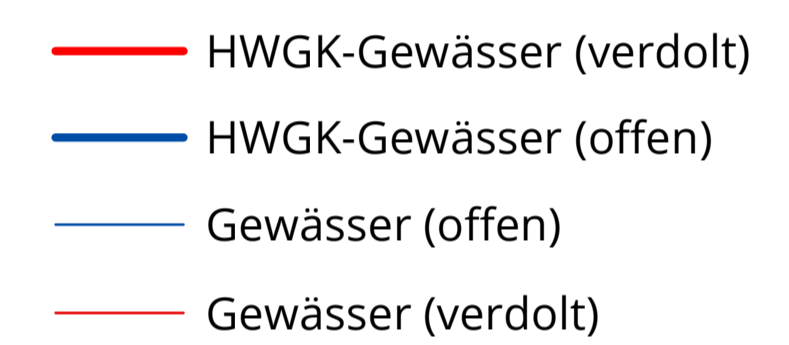 HWGK-Gewässer (verdolt)
HWGK-Gewässer (offen)
Gewässer (offen)
Gewässer (verdolt)